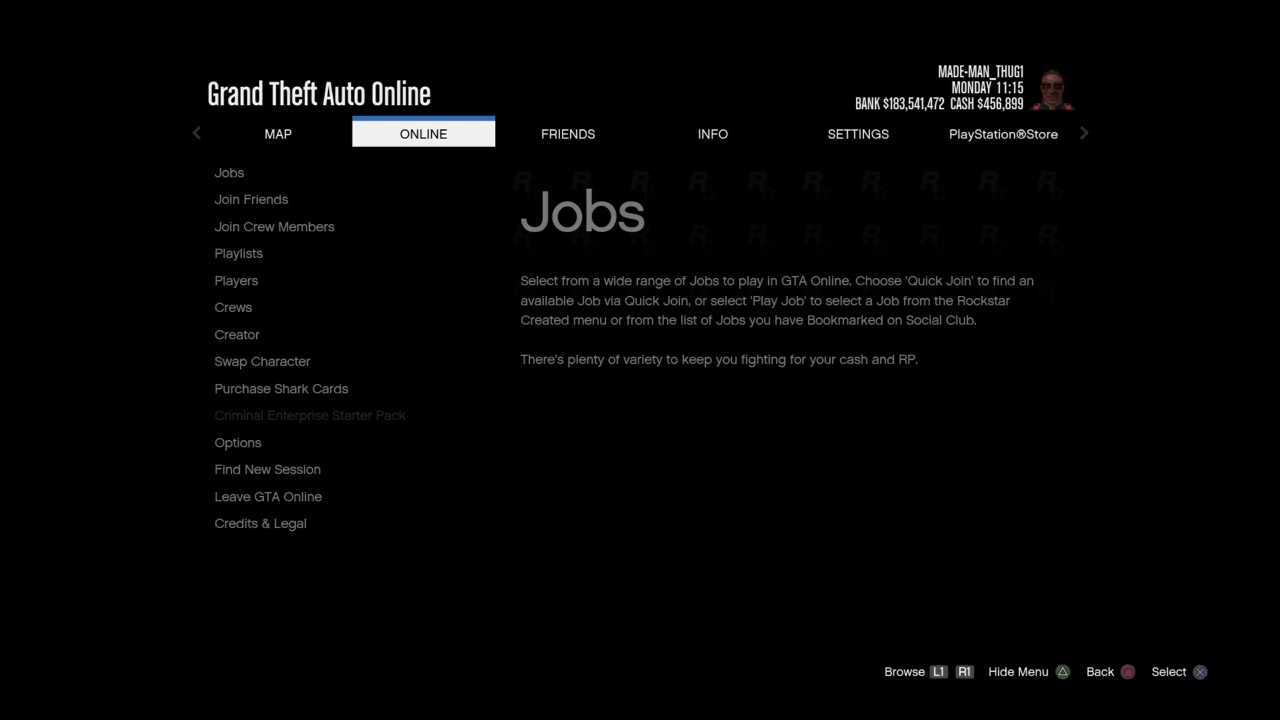 Grand Theft Auto Online
MADE-MAN_THUG1
MONDAY 11:15
BANK $183,541,472 CASH $456,899
MAP
ONLINE
FRIENDS
INFO
SETTINGS
PlayStation®Store
Jobs
Join Friends
Join Crew Members
Playlists
Players
Crews
Creator
Swap Character
Purchase Shark Cards
Criminal Enterprise Starter Pack
Options
Find New Session
Leave GTA Online
Credits & Legal
Jobs
Select from a wide range of Jobs to play in GTA Online. Choose 'Quick Join' to find an
available Job via Quick Join, or select 'Play Job' to select a Job from the Rockstar
Created menu or from the list of Jobs you have Bookmarked on Social Club.
There's plenty of variety to keep you fighting for your cash and RP.
Browse L1 R1 Hide Menu Back Select